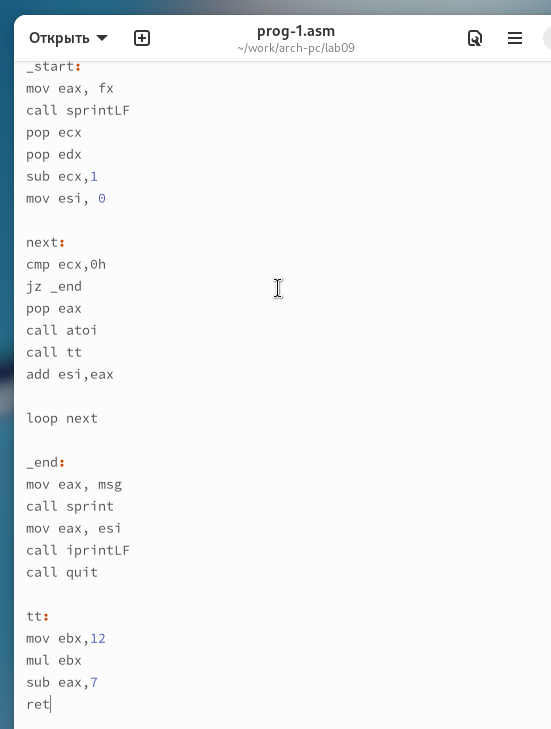 Открыть
prog-1.asm
~/work/arch-pc/lab09
_start:
mov eax, fx
call sprintLF
pop ecx
pop edx
sub ecx,1
mov esi, 0
next:
cmp ecx,0h
jz _end
pop eax
call atoi
call tt
add esi,eax
loop next
_end:
mov eax, msg
call sprint
mov eax, esi
call iprintLF
call quit
tt:
mov ebx,12
mul ebx
sub eax,7
ret